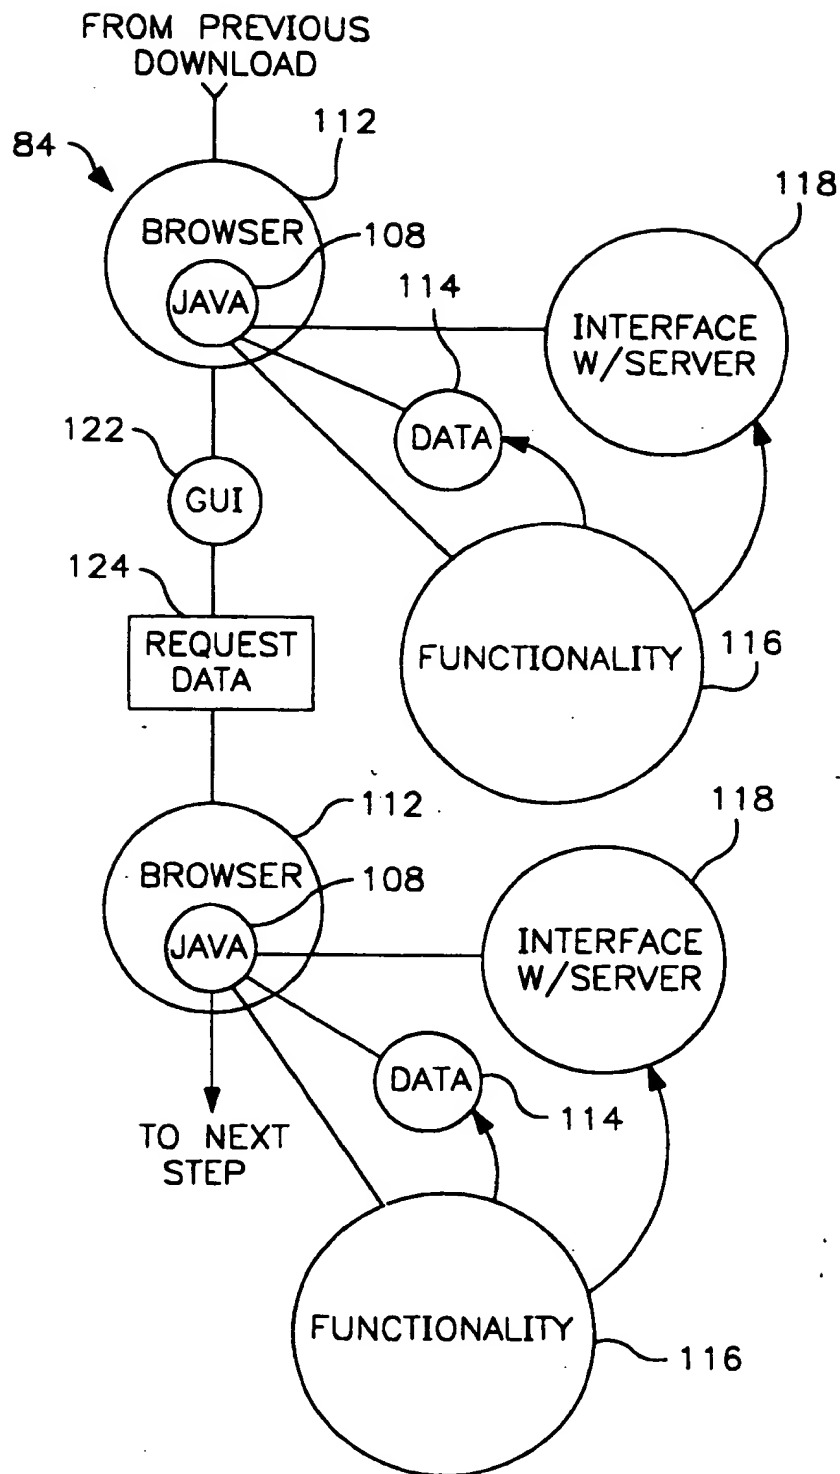 FROM PREVIOUS
DOWNLOAD
84
112
BROWSER
108
JAVA
118
114
INTERFACE
W/SERVER
DATA
122
GUI
124
REQUEST
DATA
FUNCTIONALITY
116
112
BROWSER
108
JAVA
118
INTERFACE
W/SERVER
DATA
114
TO NEXT
STEP
FUNCTIONALITY
116